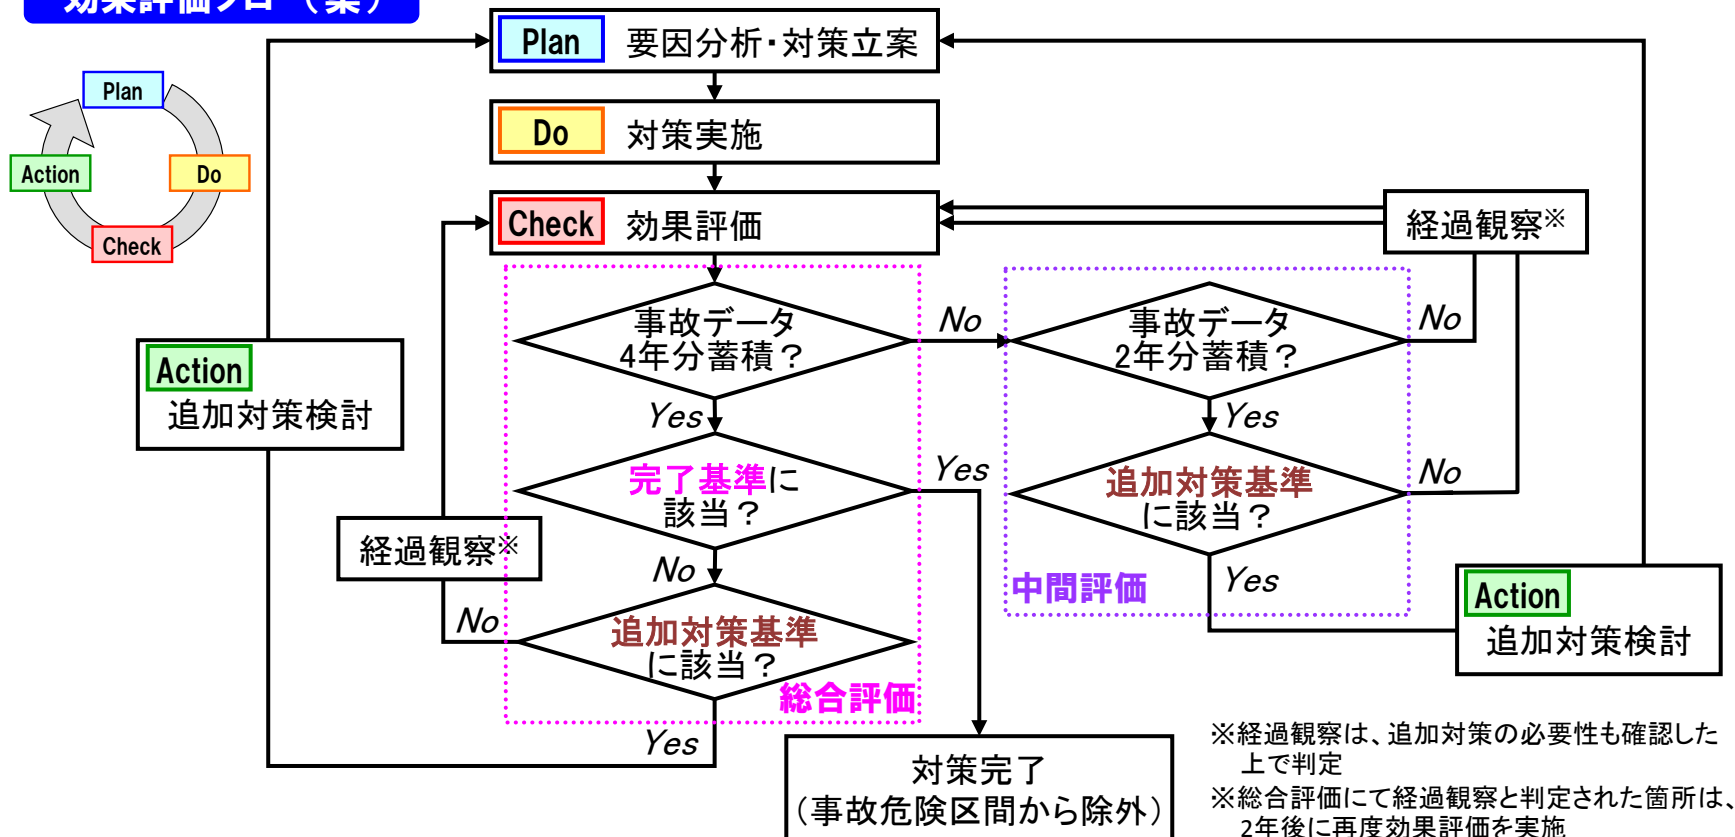 効果評価フロー(案)
Plan 要因分析・対策立案
Plan
Do
Check
Action
Do 対策実施
Check 効果評価
経過観察※
事故データ
4年分蓄積?
No
事故データ
2年分蓄積?
No
Action
追加対策検討
Yes
Yes
完了基準に
該当?
Yes
追加対策基準
に該当?
No
経過観察※
No
Yes
中間評価
Action
追加対策検討
No
追加対策基準
に該当?
総合評価
Yes
対策完了
(事故危険区間から除外)
※経過観察は、追加対策の必要性も確認した
上で判定
※総合評価にて経過観察と判定された箇所は、
2年後に再度効果評価を実施